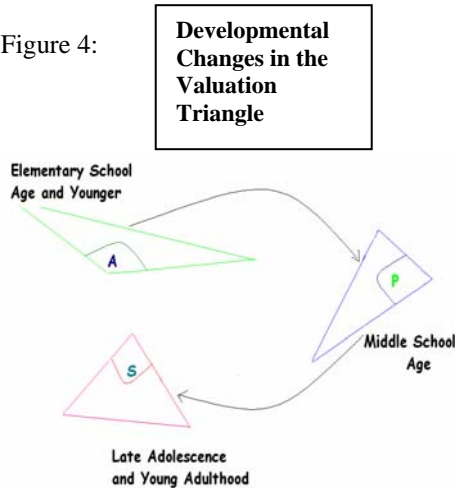 Figure 4:
Developmental
Changes in the
Valuation
Triangle
Elementary School
Age and Younger
A
P
Middle School
Age
S
Late Adolescence
and Young Adulthood